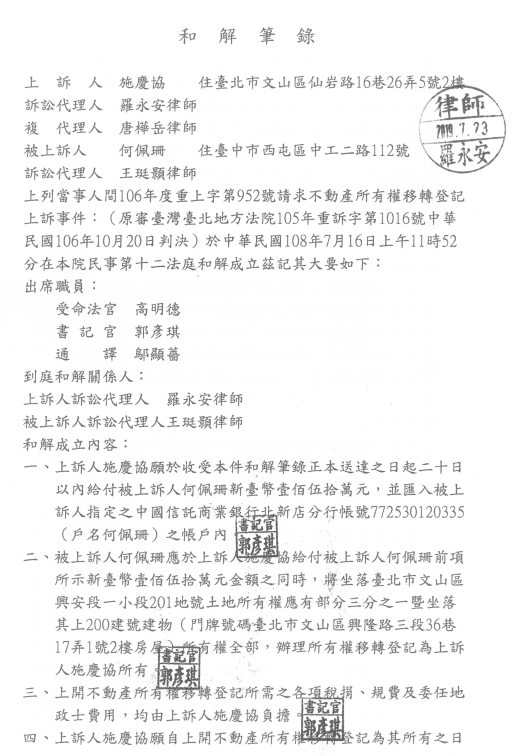 和解筆錄
上訴人 施慶協 住臺北市文山區仙岩路16巷26弄5號2樓
訴訟代理人 羅永安律師
複代理人 唐樺岳律師
被上訴人 何佩珊 住臺中市西屯區中工二路112號
訴訟代理人 王珽顥律師
律師
2019.7.23
羅永安
上列當事人間106年度重上字第952號請求不動產所有權移轉登記
上訴事件：（原審臺灣臺北地方法院105年重訴字第1016號中華
民國106年10月20日判決）於中華民國108年7月16日上午11時52
分在本院民事第十二法庭和解成立茲記其大要如下：
出席職員：
受命法官 高明德
書記官 郭彥琪
通譯 鄔顯蕃
到庭和解關係人：
上訴人訴訟代理人 羅永安律師
被上訴人訴訟代理人王珽顥律師
和解成立內容：
一、上訴人施慶協願於收受本件和解筆錄正本送達之日起二十日
以內給付被上訴人何佩珊新臺幣壹佰伍拾萬元，並匯入被上
訴人指定之中國信託商業銀行北新店分行帳號772530120335
（戶名何佩珊）之帳戶內。
書記官
郭彥琪
二、被上訴人何佩珊應於上訴人施慶協給付被上訴人何佩珊前項
所示新臺幣壹佰伍拾萬元金額之同時，將坐落臺北市文山區
興安段一小段201地號土地所有權應有部分三分之一暨坐落
其上200建號建物（門牌號碼臺北市文山區興隆路三段36巷
17弄1號2樓房屋）所有權全部，辦理所有權移轉登記為上訴
人施慶協所有。
書記官
郭彥琪
三、上開不動產所有權移轉登記所需之各項稅捐、規費及委任地
政士費用，均由上訴人施慶協負擔。
書記官
郭彥琪
四、上訴人施慶協願自上開不動產所有權移轉登記為其所有之日